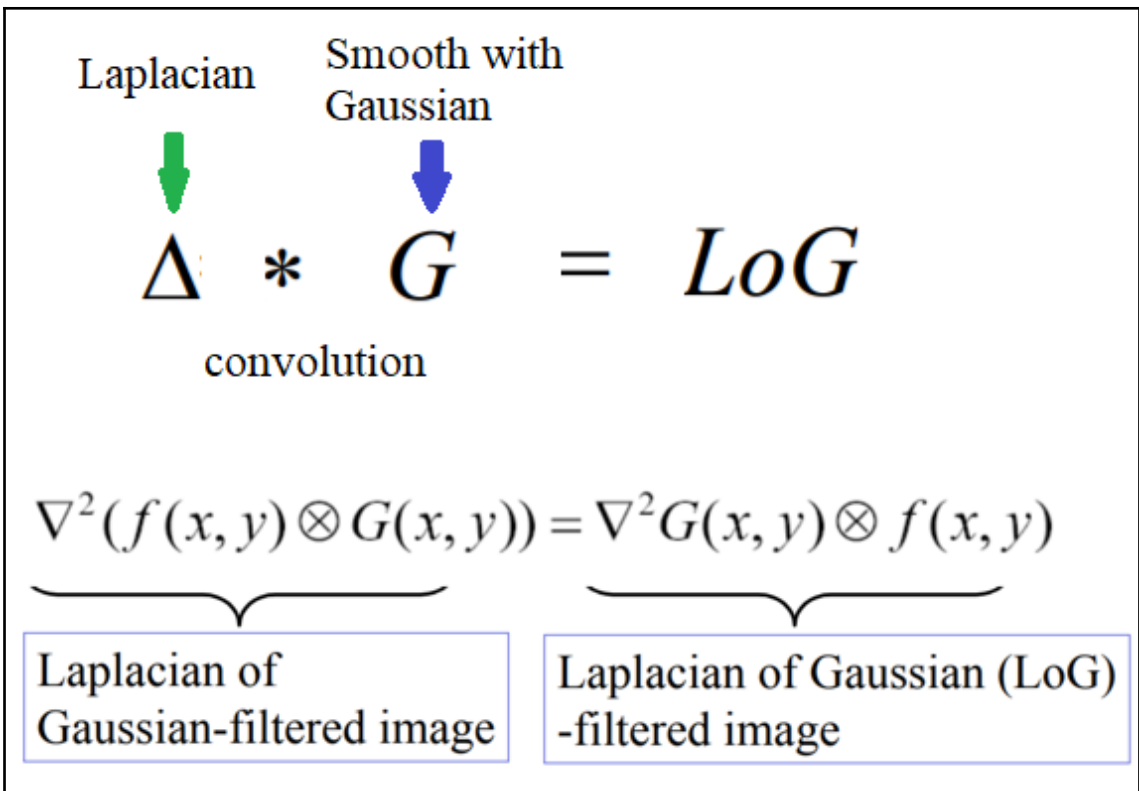 Laplacian
Smooth with
Gaussian
Δ * G = LoG
convolution
∇²(f(x, y) ⊗ G(x, y)) = ∇²G(x, y) ⊗ f(x, y)
Laplacian of
Gaussian-filtered image
Laplacian of Gaussian (LoG)
-filtered image